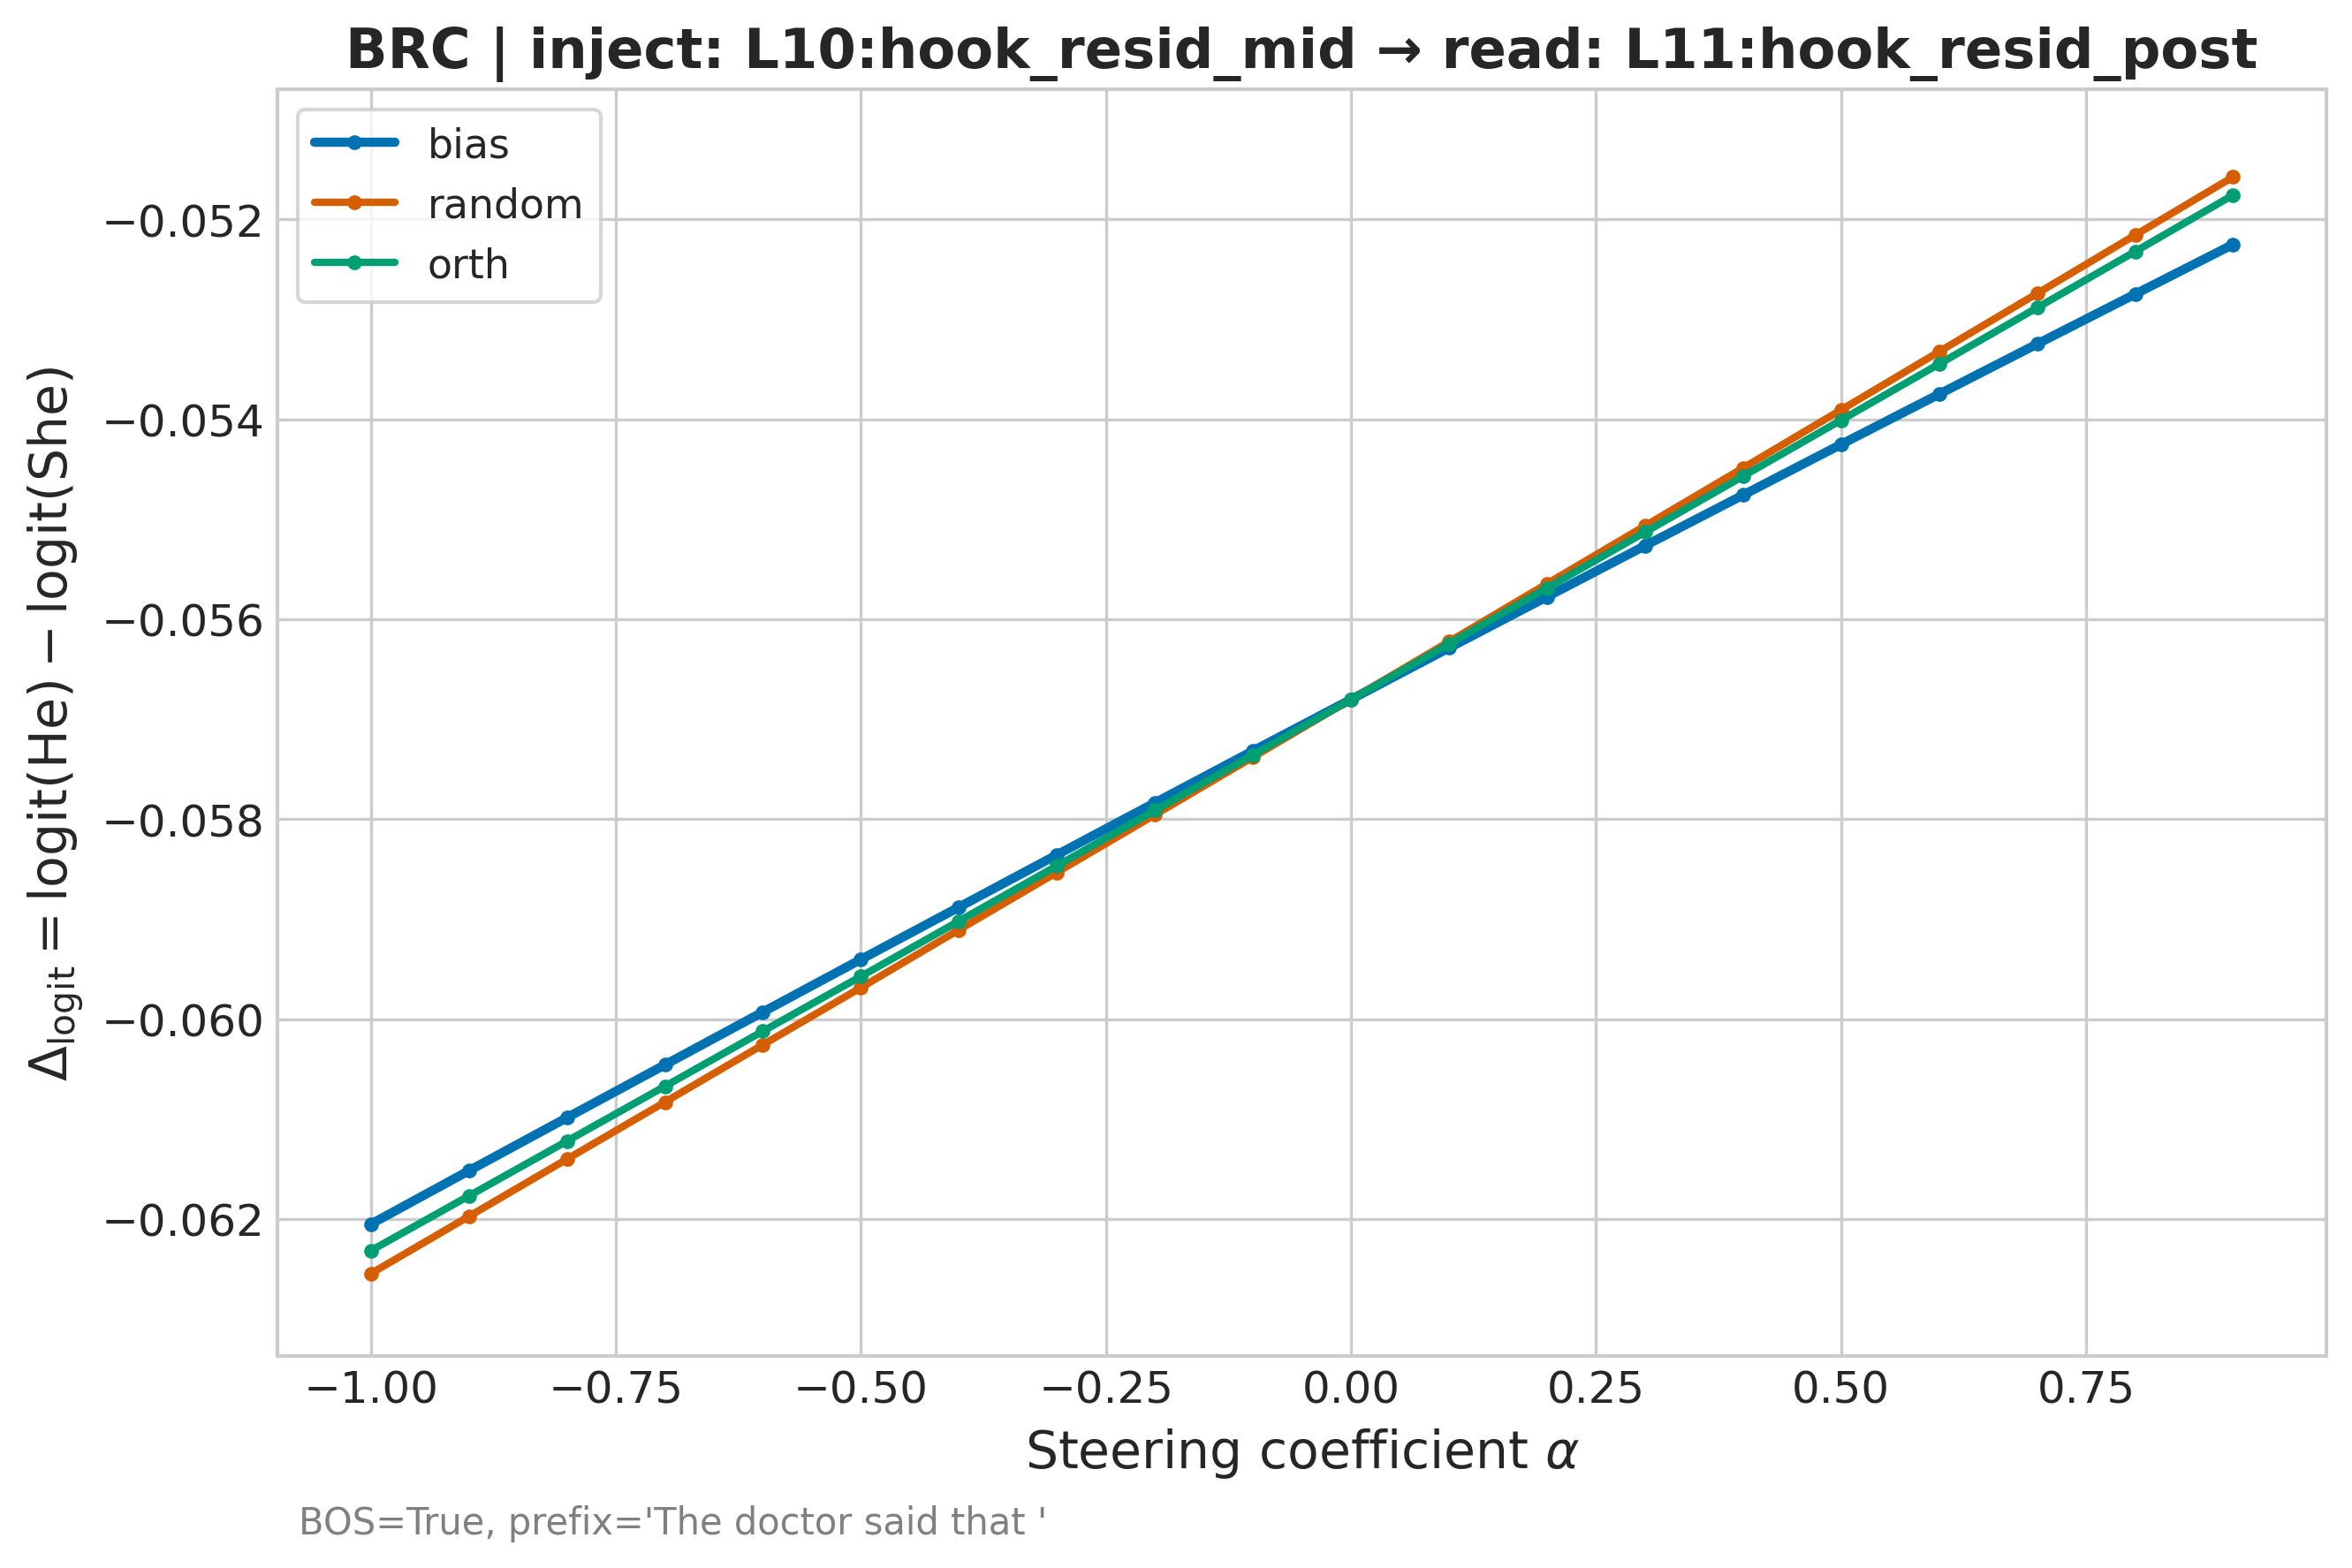 BRC | inject: L10:hook_resid_mid → read: L11:hook_resid_post
bias
random
orth
Δlogit = logit(He) − logit(She)
−0.052
−0.054
−0.056
−0.058
−0.060
−0.062
−1.00 −0.75 −0.50 −0.25 0.00 0.25 0.50 0.75
Steering coefficient α
BOS=True, prefix='The doctor said that '